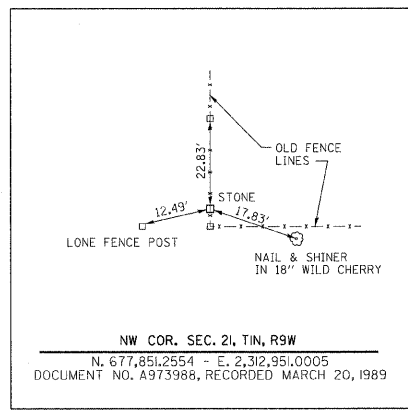 22.83'
OLD FENCE
LINES
STONE
12.49'
17.83'
LONE FENCE POST
NAIL & SHINER
IN 18" WILD CHERRY
NW COR. SEC. 21, T1N, R9W
N. 677,851.2554 - E. 2,312,951.0005
DOCUMENT NO. A973988, RECORDED MARCH 20, 1989